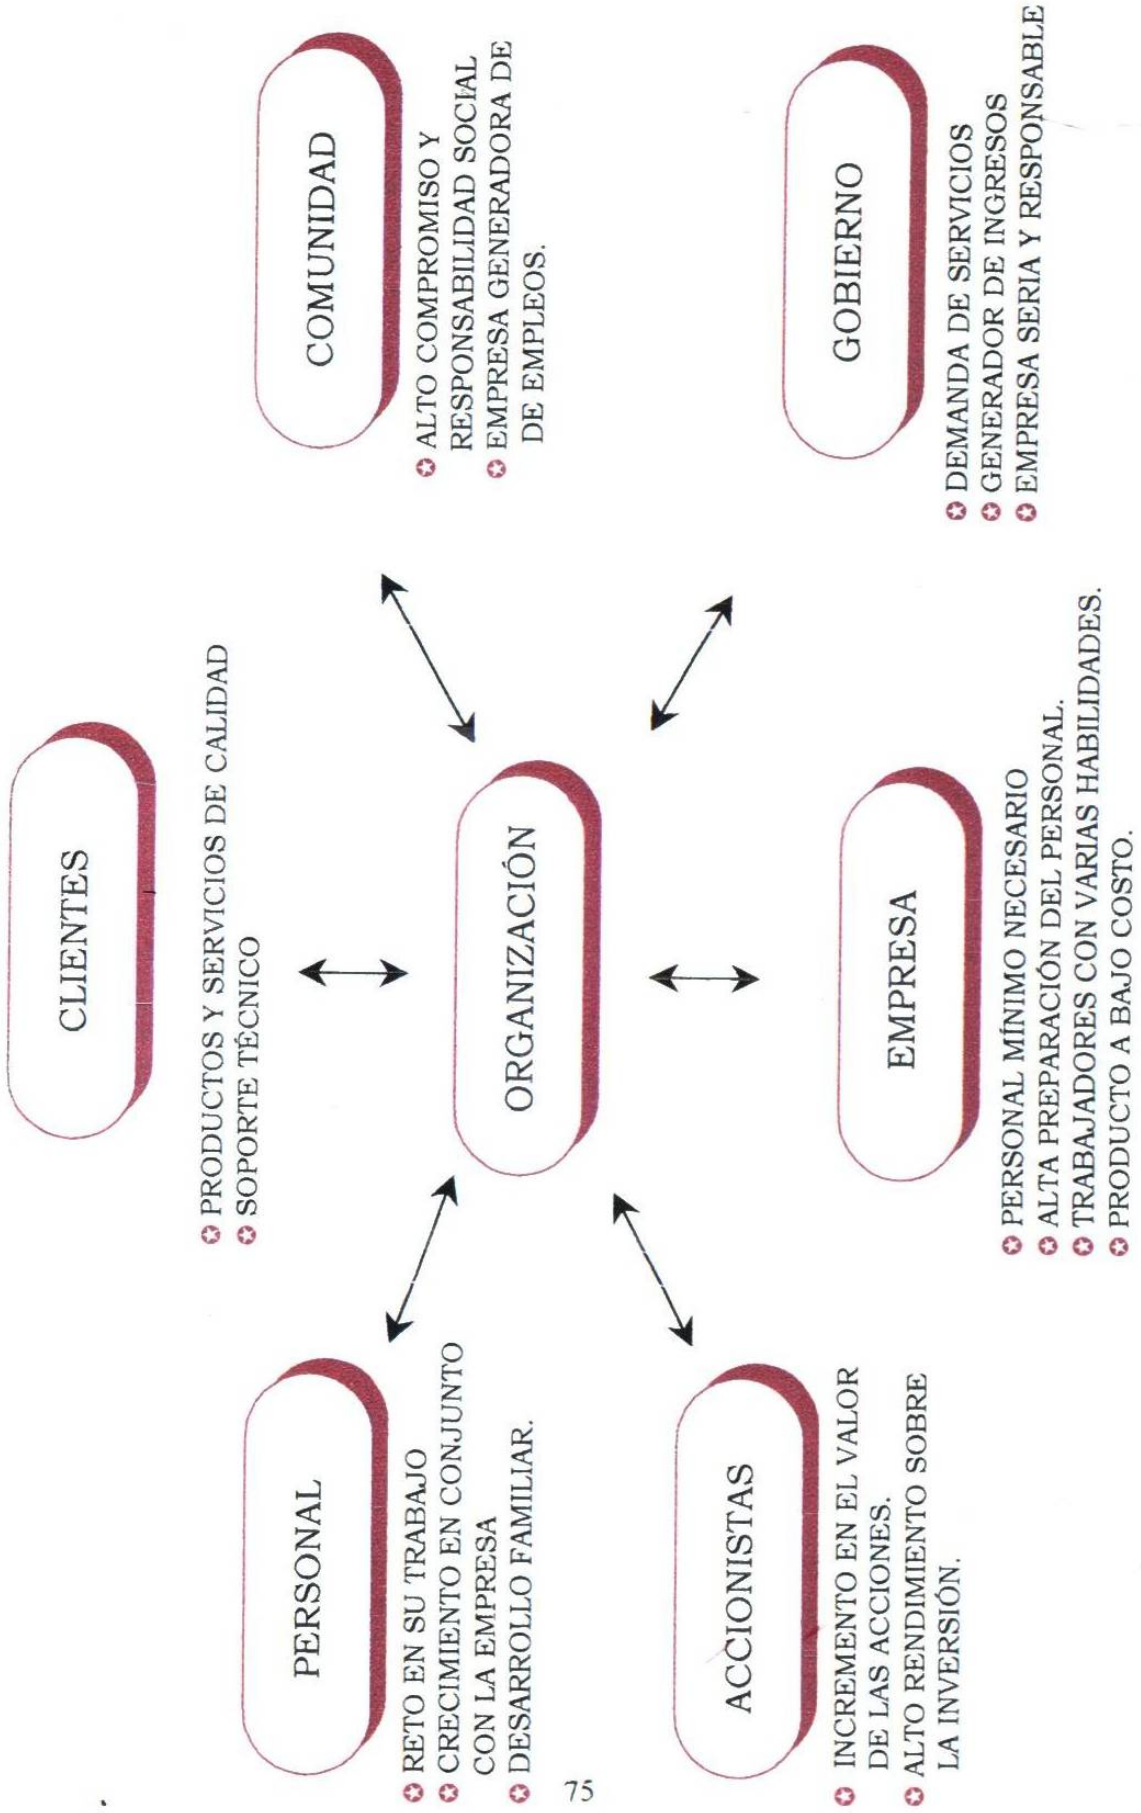 CLIENTES
PRODUCTOS Y SERVICIOS DE CALIDAD
SOPORTE TÉCNICO
PERSONAL
RETO EN SU TRABAJO
CRECIMIENTO EN CONJUNTO
CON LA EMPRESA
DESARROLLO FAMILIAR.
COMUNIDAD
ALTO COMPROMISO Y
RESPONSABILIDAD SOCIAL
EMPRESA GENERADORA DE
DE EMPLEOS.
ORGANIZACIÓN
ACCIONISTAS
INCREMENTO EN EL VALOR
DE LAS ACCIONES.
ALTO RENDIMIENTO SOBRE
LA INVERSIÓN.
EMPRESA
PERSONAL MÍNIMO NECESARIO
ALTA PREPARACIÓN DEL PERSONAL.
TRABAJADORES CON VARIAS HABILIDADES.
PRODUCTO A BAJO COSTO.
GOBIERNO
DEMANDA DE SERVICIOS
GENERADOR DE INGRESOS
EMPRESA SERIA Y RESPONSABLE
75